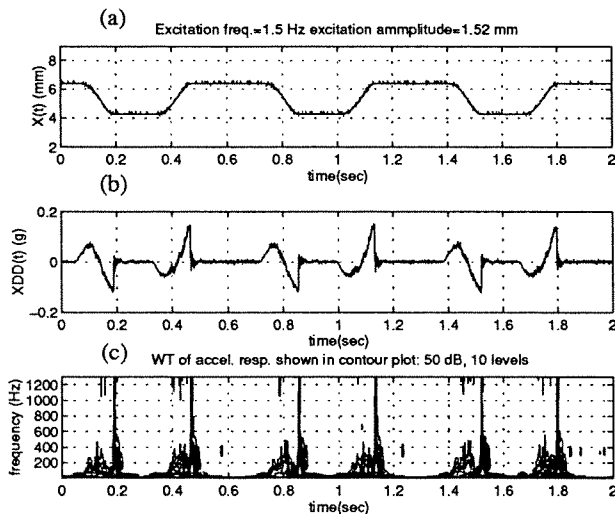 (a)
Excitation freq.=1.5 Hz excitation ammplitude=1.52 mm
X(t) (mm)
8
6
4
2
0 0.2 0.4 0.6 0.8 1 1.2 1.4 1.6 1.8 2
time(sec)
(b)
XDD(t) (g)
0.2
0
-0.2
0 0.2 0.4 0.6 0.8 1 1.2 1.4 1.6 1.8 2
time(sec)
(c)
WT of accel. resp. shown in contour plot: 50 dB, 10 levels
frequency (Hz)
1200
1000
800
600
400
200
0 0.2 0.4 0.6 0.8 1 1.2 1.4 1.6 1.8 2
time(sec)